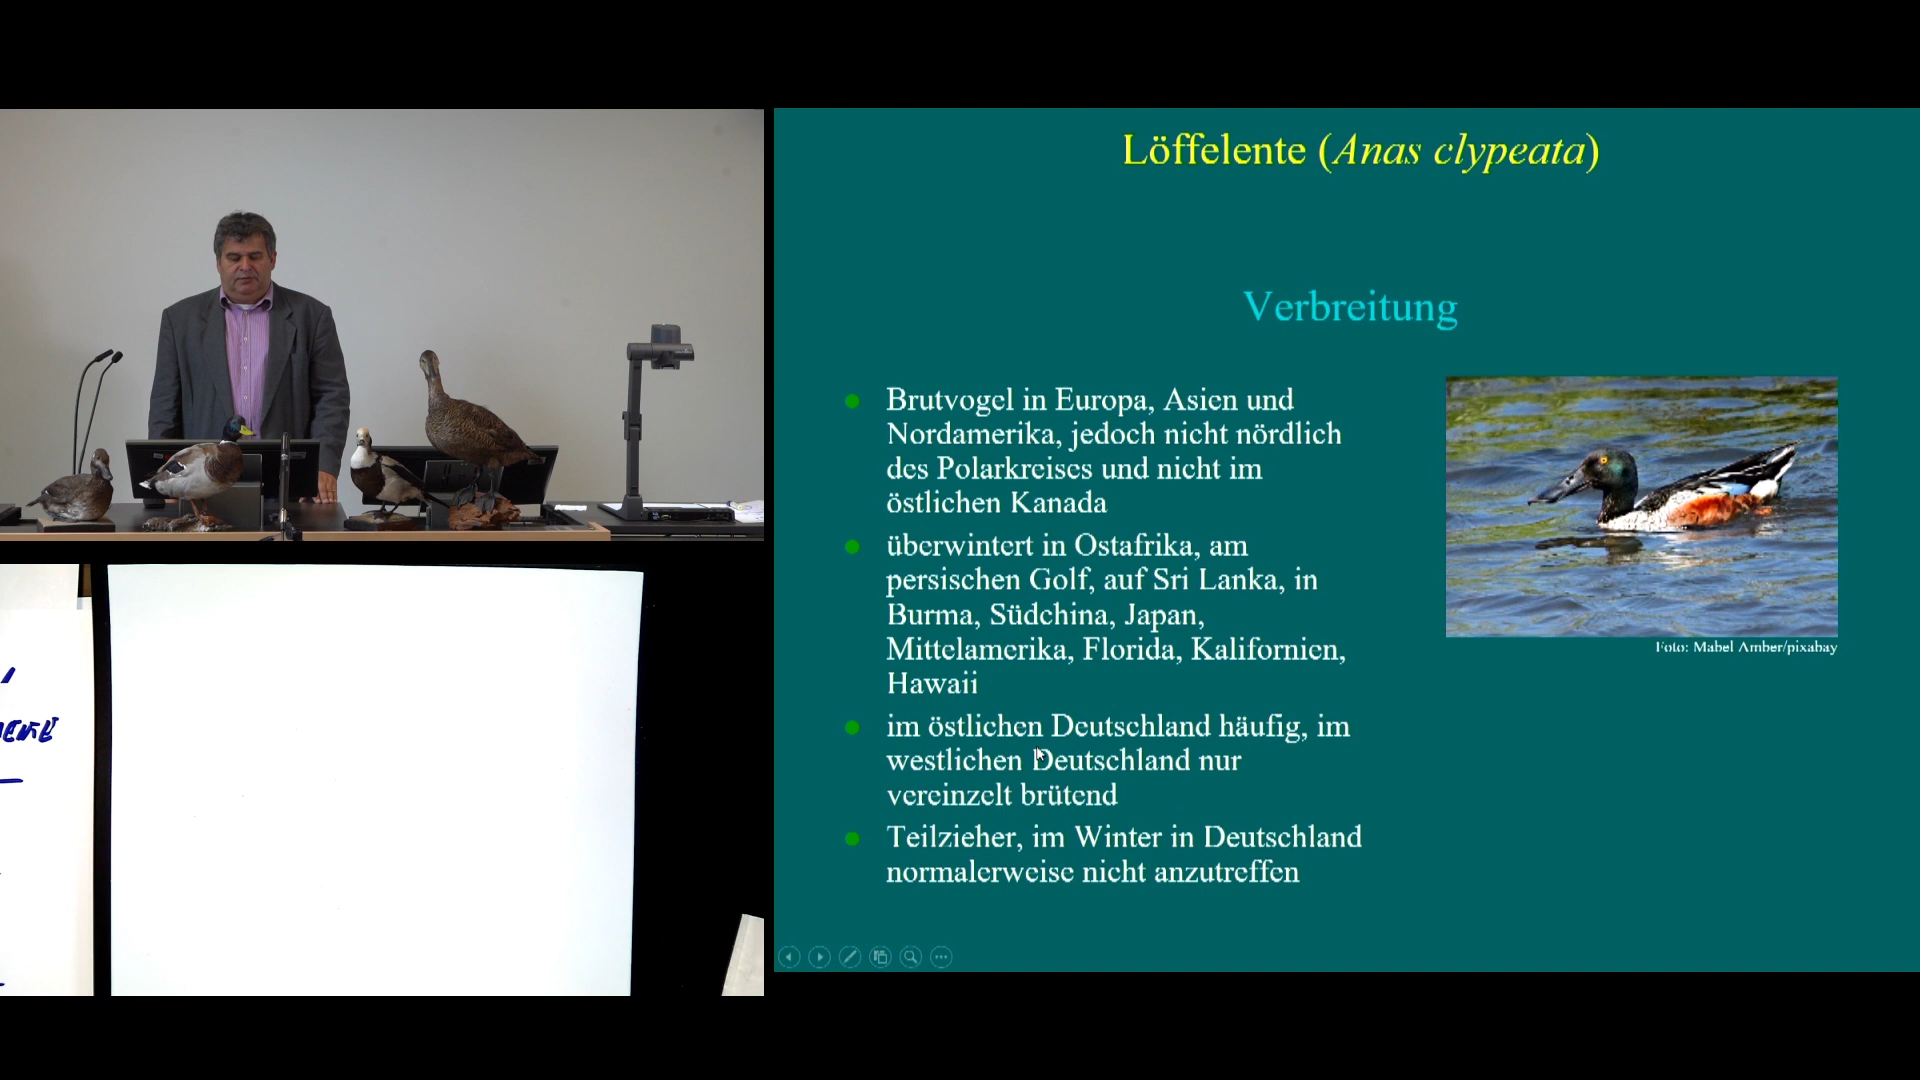 Löffelente (Anas clypeata)
Verbreitung
Brutvogel in Europa, Asien und
Nordamerika, jedoch nicht nördlich
des Polarkreises und nicht im
östlichen Kanada
überwintert in Ostafrika, am
persischen Golf, auf Sri Lanka, in
Burma, Südchina, Japan,
Mittelamerika, Florida, Kalifornien,
Hawaii
im östlichen Deutschland häufig, im
westlichen Deutschland nur
vereinzelt brütend
Teilzieher, im Winter in Deutschland
normalerweise nicht anzutreffen
Foto: Mabel Amber/pixabay